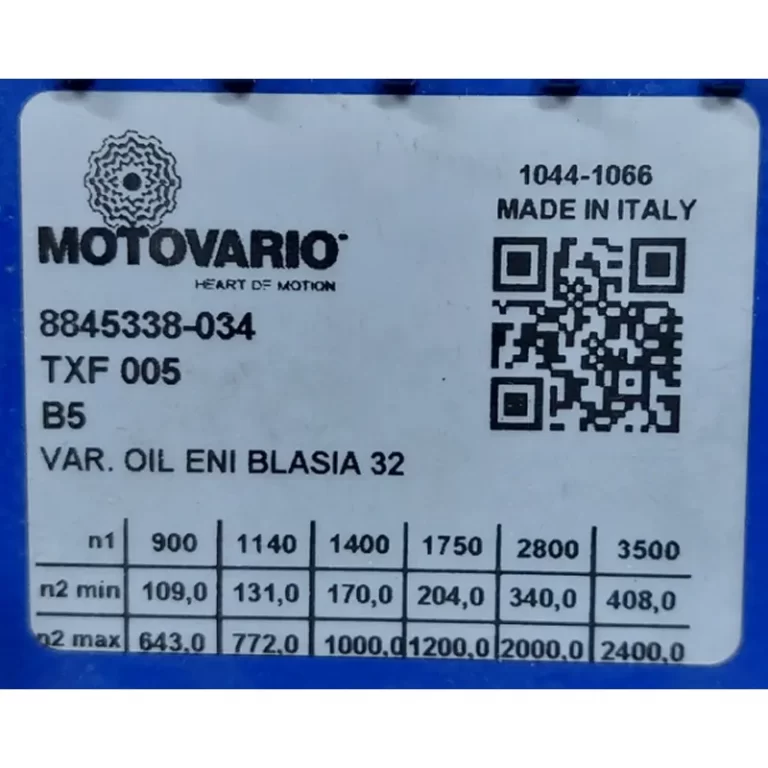 MOTOVARIO
HEART OF MOTION
1044-1066
MADE IN ITALY
8845338-034
TXF 005
B5
VAR. OIL ENI BLASIA 32
n1 900 1140 1400 1750 2800 3500
n2 min 109,0 131,0 170,0 204,0 340,0 408,0
n2 max 643,0 772,0 1000,0 1200,0 2000,0 2400,0